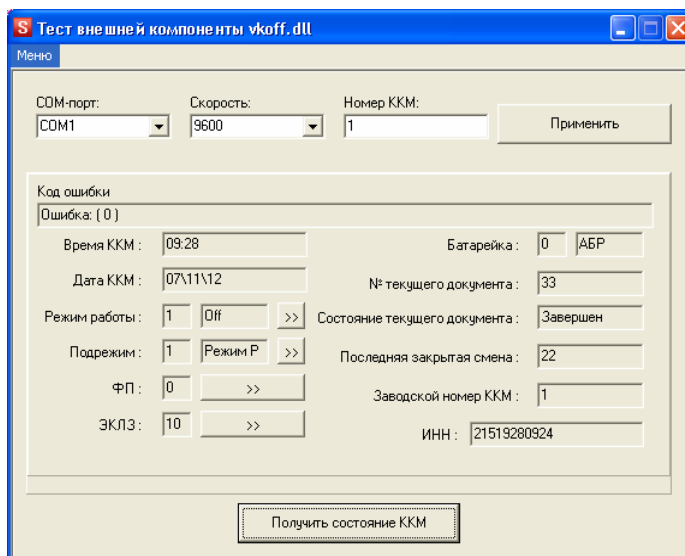 S Тест внешней компоненты vkoff.dll
Меню
COM-порт: Скорость: Номер ККМ:
COM1 9600 1 Применить
Код ошибки
Ошибка: ( 0 )
Время ККМ : 09:28 Батарейка : 0 АБР
Дата ККМ : 07\11\12 № текущего документа : 33
Режим работы : 1 Off >> Состояние текущего документа : Завершен
Подрежим : 1 Режим Р >> Последняя закрытая смена : 22
ФП : 0 >> Заводской номер ККМ : 1
ЭКЛЗ : 10 >> ИНН : 21519280924
Получить состояние ККМ